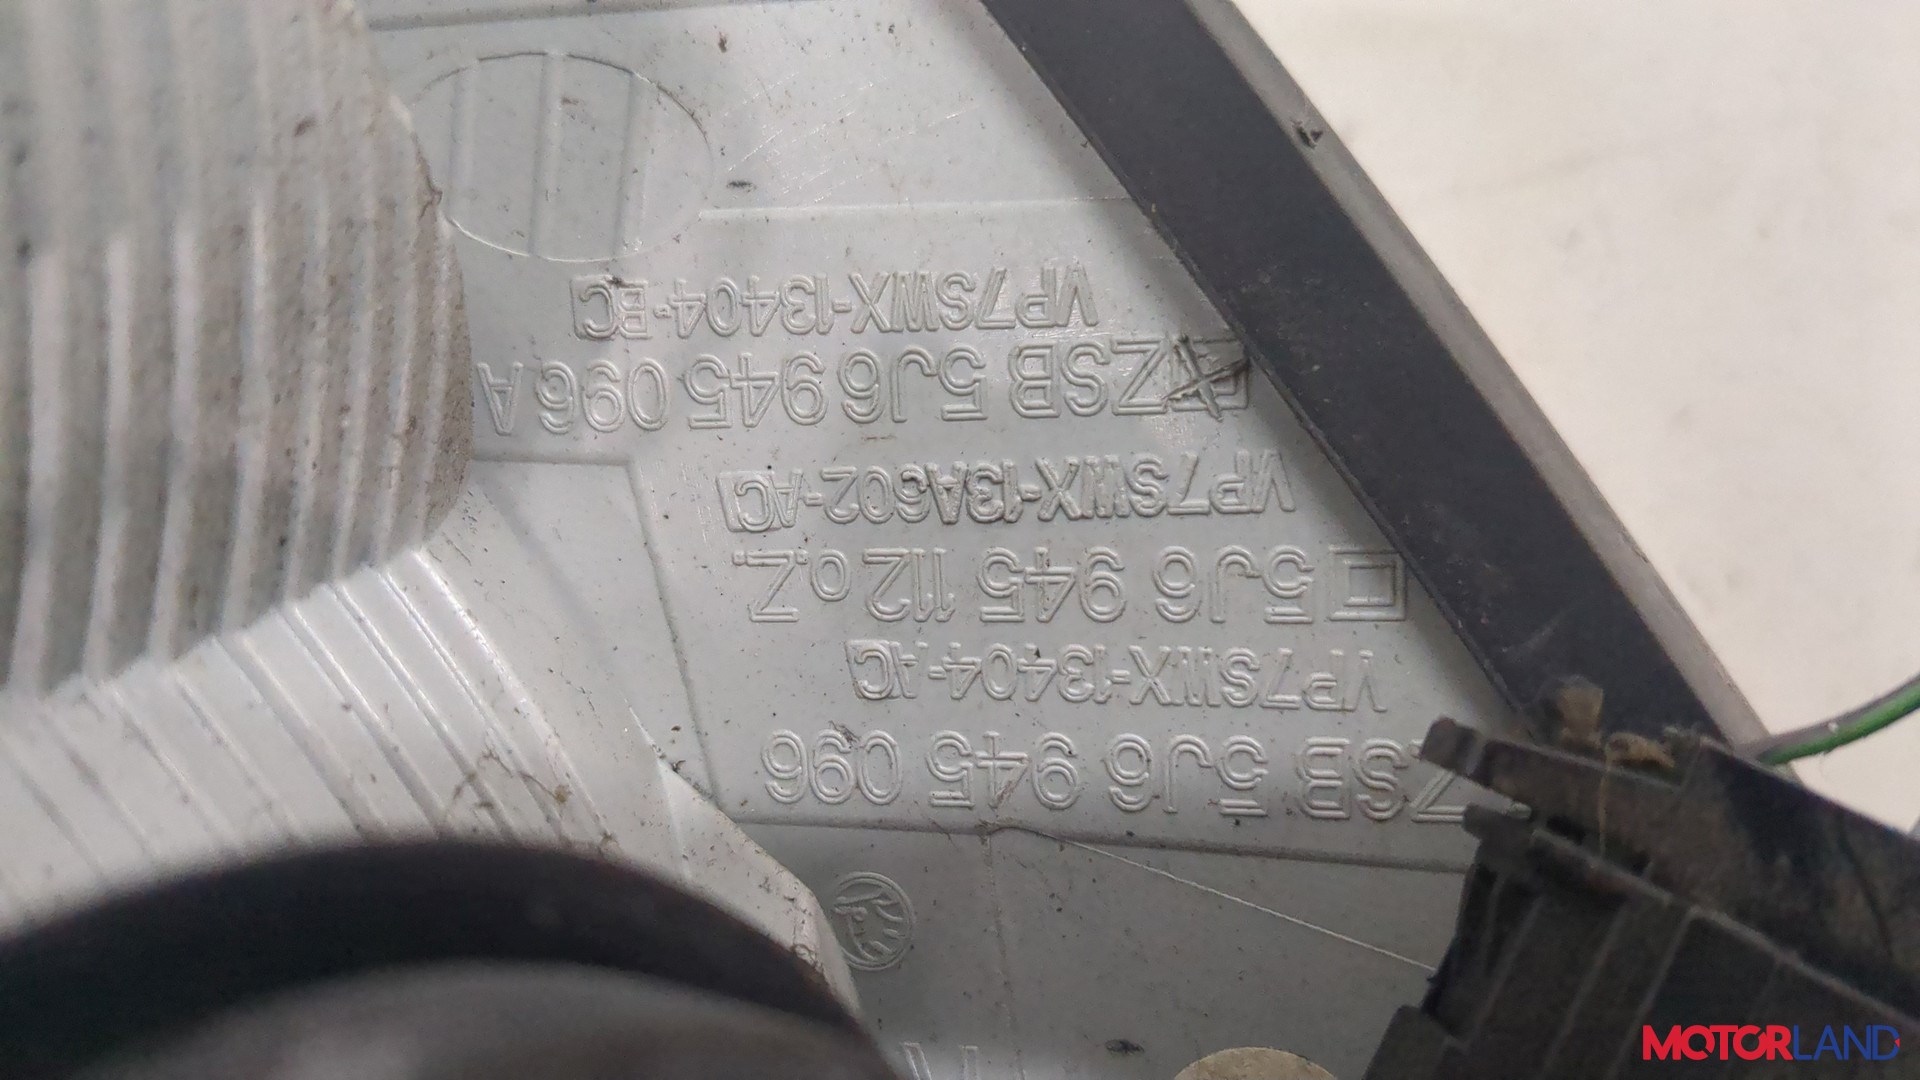 ZSB 5J6 945 096
VP7SWX-13404-AC
5J6 945 112 o.Z.
VP7SWX-13A602-AC
ZSB 5J6 945 096 A
VP7SWX-13404-BC
MOTORLAND